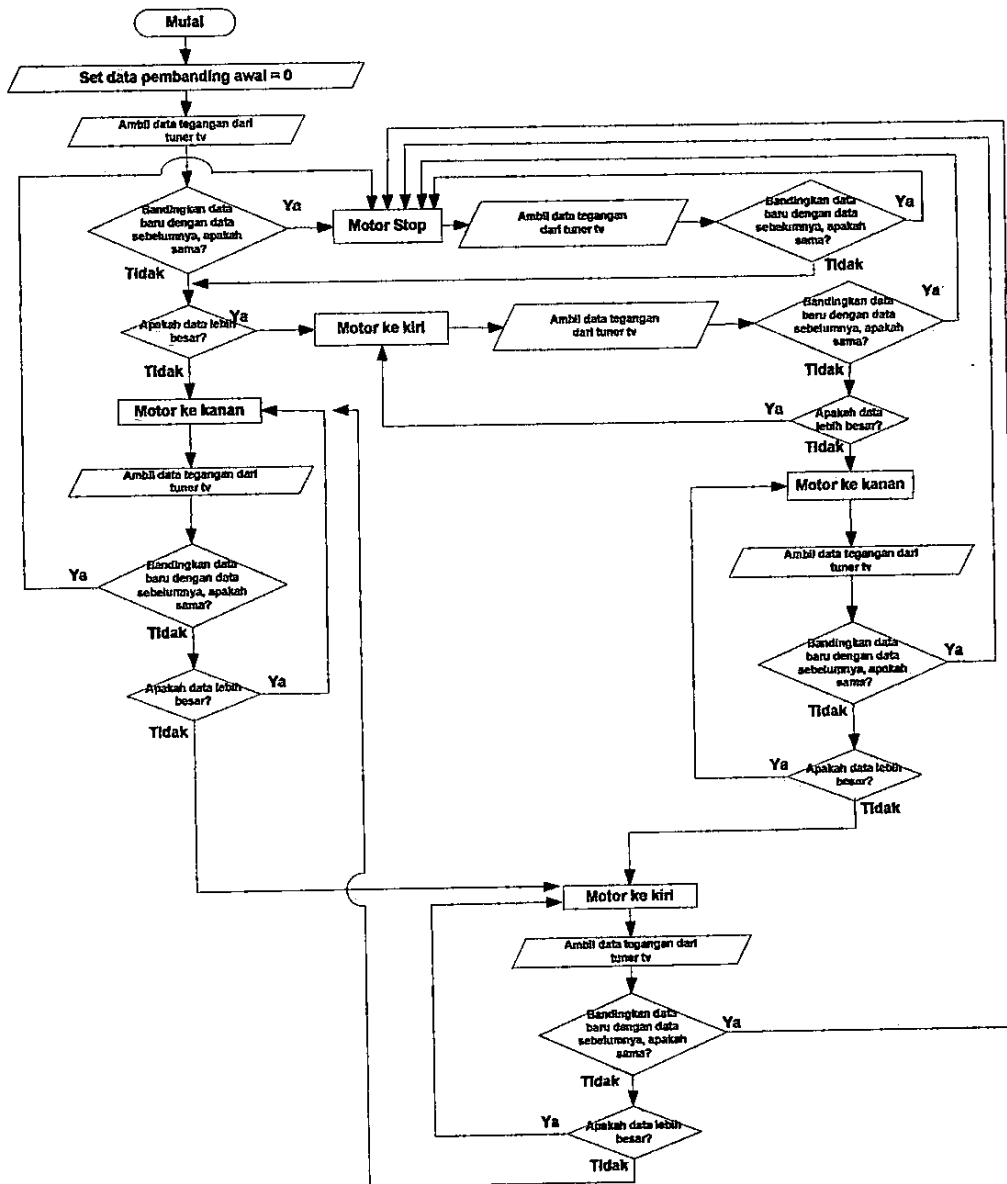 Mulai
Set data pembanding awal = 0
Ambil data tegangan dari
tuner tv
Bandingkan data
baru dengan data
sebelumnya, apakah
sama?
Ya
Tidak
Motor Stop
Ambil data tegangan
dari tuner tv
Bandingkan data
baru dengan data
sebelumnya, apakah
sama?
Ya
Tidak
Apakah data lebih
besar?
Ya
Tidak
Motor ke kiri
Ambil data tegangan
dari tuner tv
Bandingkan data
baru dengan data
sebelumnya, apakah
sama?
Ya
Tidak
Apakah data
lebih besar?
Ya
Tidak
Motor ke kanan
Ambil data tegangan dari
tuner tv
Bandingkan data
baru dengan data
sebelumnya, apakah
sama?
Ya
Tidak
Apakah data lebih
besar?
Ya
Tidak
Motor ke kanan
Ambil data tegangan dari
tuner tv
Bandingkan data
baru dengan data
sebelumnya, apakah
sama?
Ya
Tidak
Apakah data lebih
besar?
Ya
Tidak
Motor ke kiri
Ambil data tegangan dari
tuner tv
Bandingkan data
baru dengan data
sebelumnya, apakah
sama?
Ya
Tidak
Apakah data lebih
besar?
Ya
Tidak